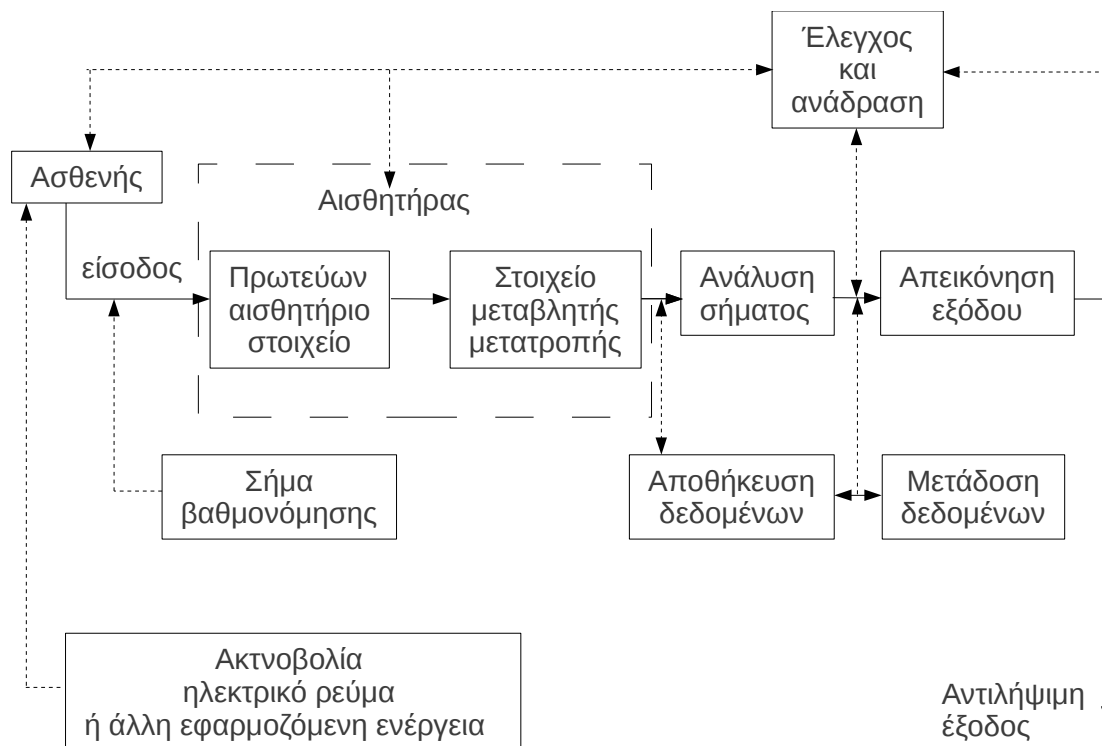 Έλεγχος
και
ανάδραση
Ασθενής
Αισθητήρας
είσοδος
Πρωτεύων
αισθητήριο
στοιχείο
Στοιχείο
μεταβλητής
μετατροπής
Ανάλυση
σήματος
Απεικόνηση
εξόδου
Σήμα
βαθμονόμησης
Αποθήκευση
δεδομένων
Μετάδοση
δεδομένων
Ακτνοβολία
ηλεκτρικό ρεύμα
ή άλλη εφαρμοζόμενη ενέργεια
Αντιλήψιμη
έξοδος